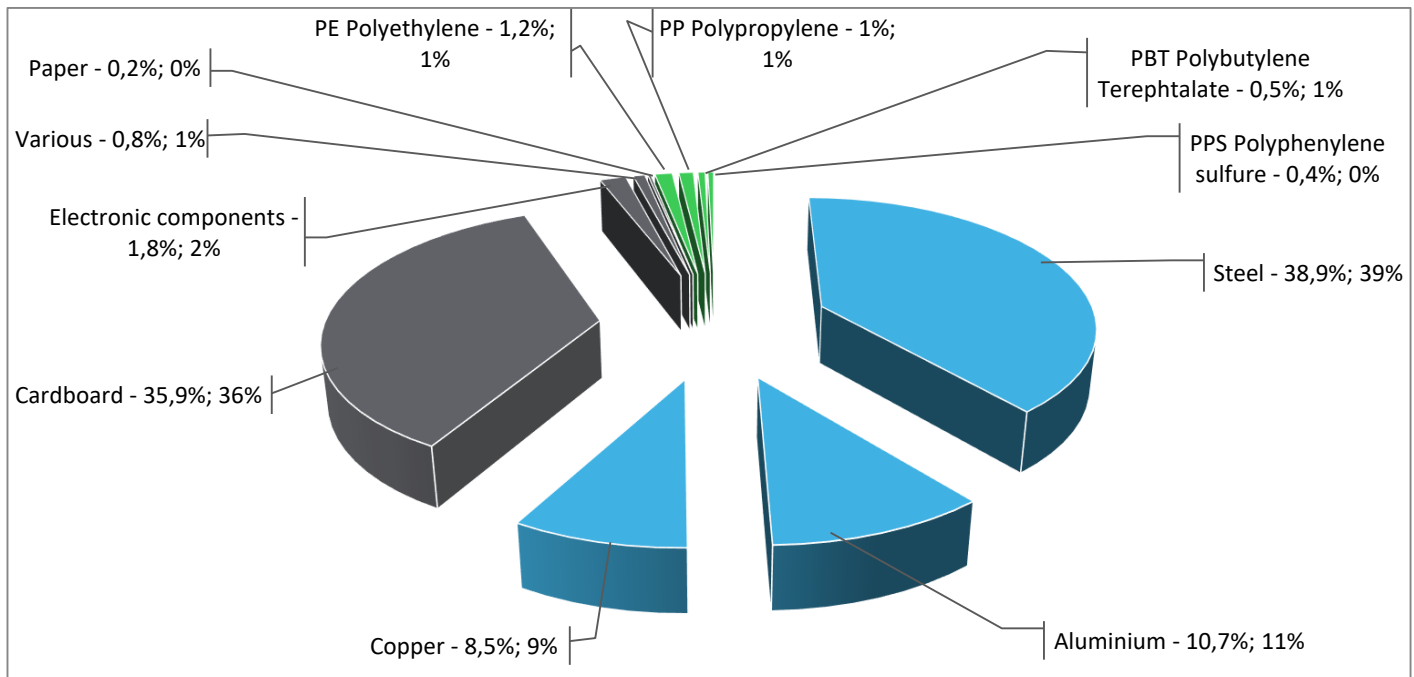 PE Polyethylene - 1,2%;
1%
PP Polypropylene - 1%;
1%
PBT Polybutylene
Terephtalate - 0,5%; 1%
Paper - 0,2%; 0%
Various - 0,8%; 1%
PPS Polyphenylene
sulfure - 0,4%; 0%
Electronic components -
1,8%; 2%
Steel - 38,9%; 39%
Cardboard - 35,9%; 36%
Copper - 8,5%; 9%
Aluminium - 10,7%; 11%